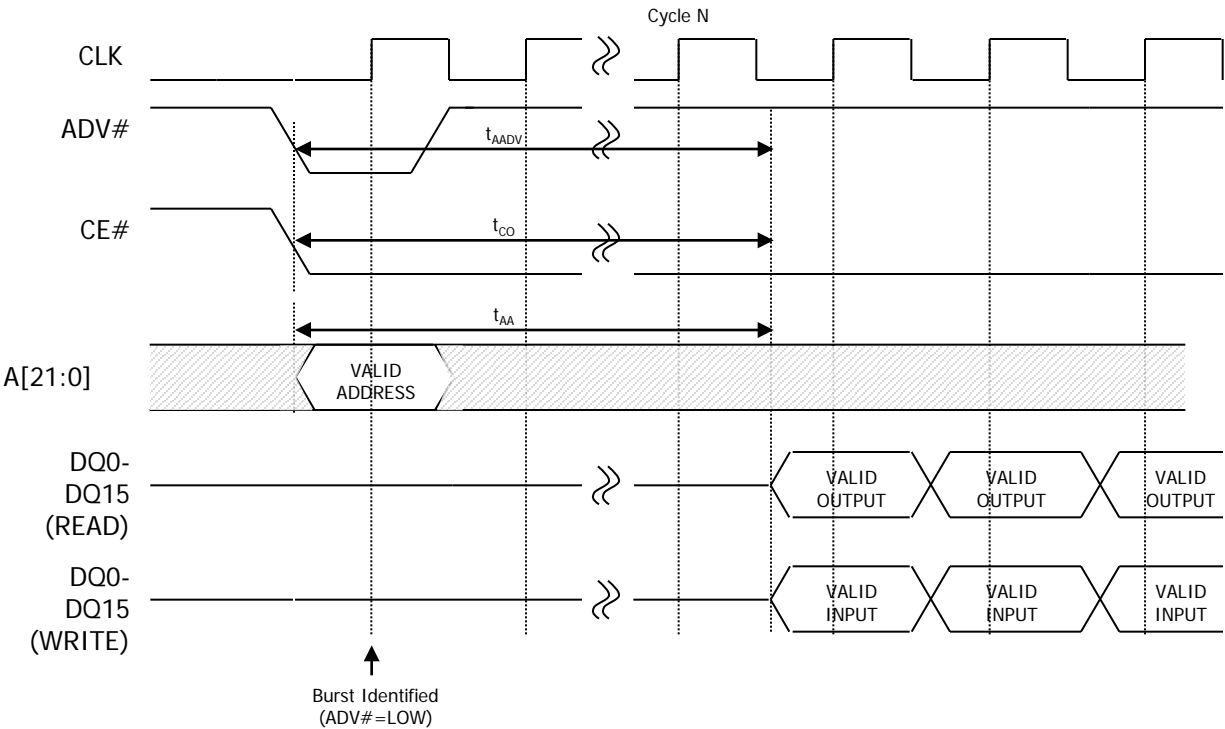 Cycle N
CLK
ADV#
tAADV
CE#
tCO
tAA
A[21:0]
VALID
ADDRESS
DQ0-
DQ15
(READ)
VALID
OUTPUT
VALID
OUTPUT
VALID
OUTPUT
DQ0-
DQ15
(WRITE)
VALID
INPUT
VALID
INPUT
VALID
INPUT
Burst Identified
(ADV#=LOW)